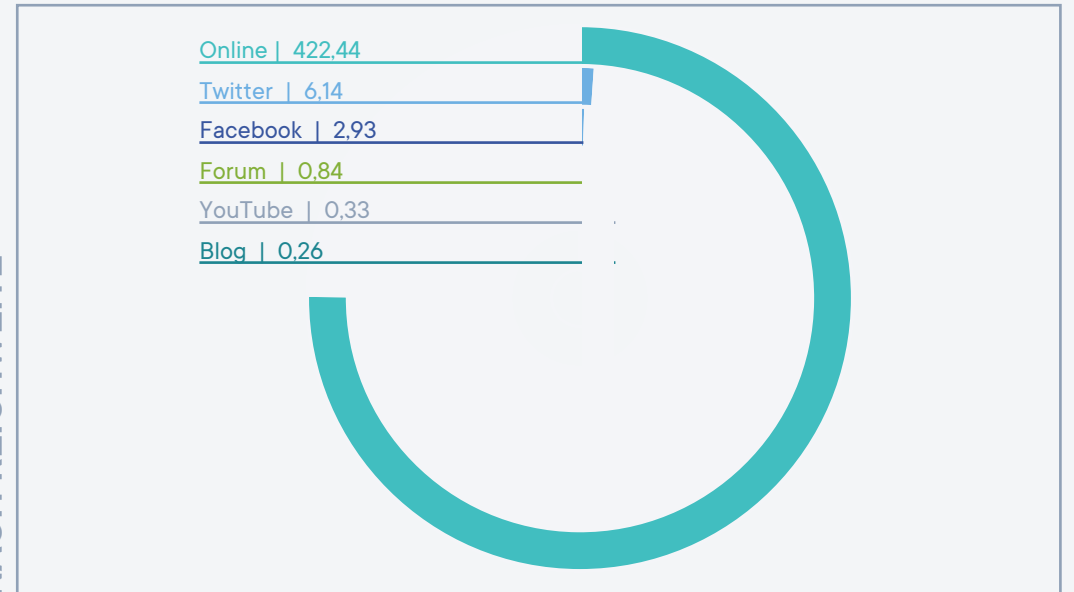 Online | 422,44
Twitter | 6,14
Facebook | 2,93
Forum | 0,84
YouTube | 0,33
Blog | 0,26